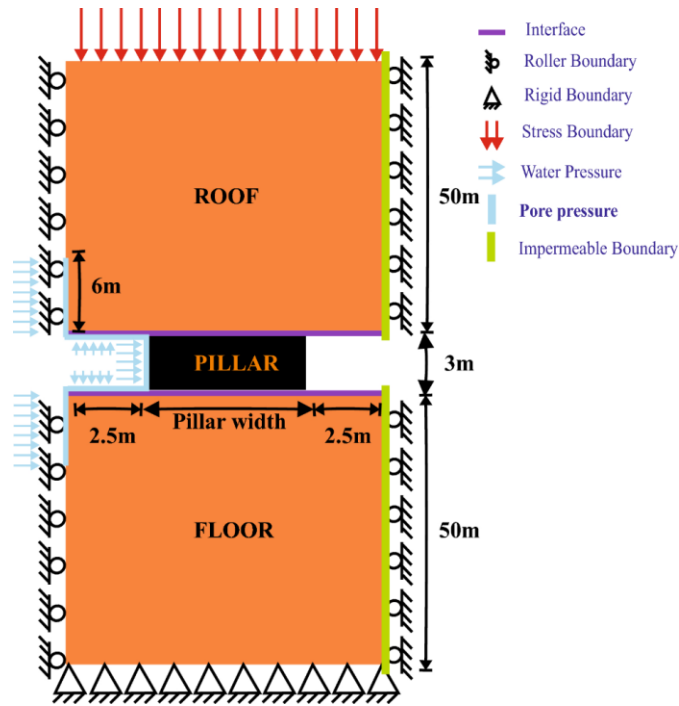 Interface
Roller Boundary
Rigid Boundary
Stress Boundary
Water Pressure
Pore pressure
Impermeable Boundary
ROOF
50m
6m
PILLAR
3m
2.5m
Pillar width
2.5m
FLOOR
50m